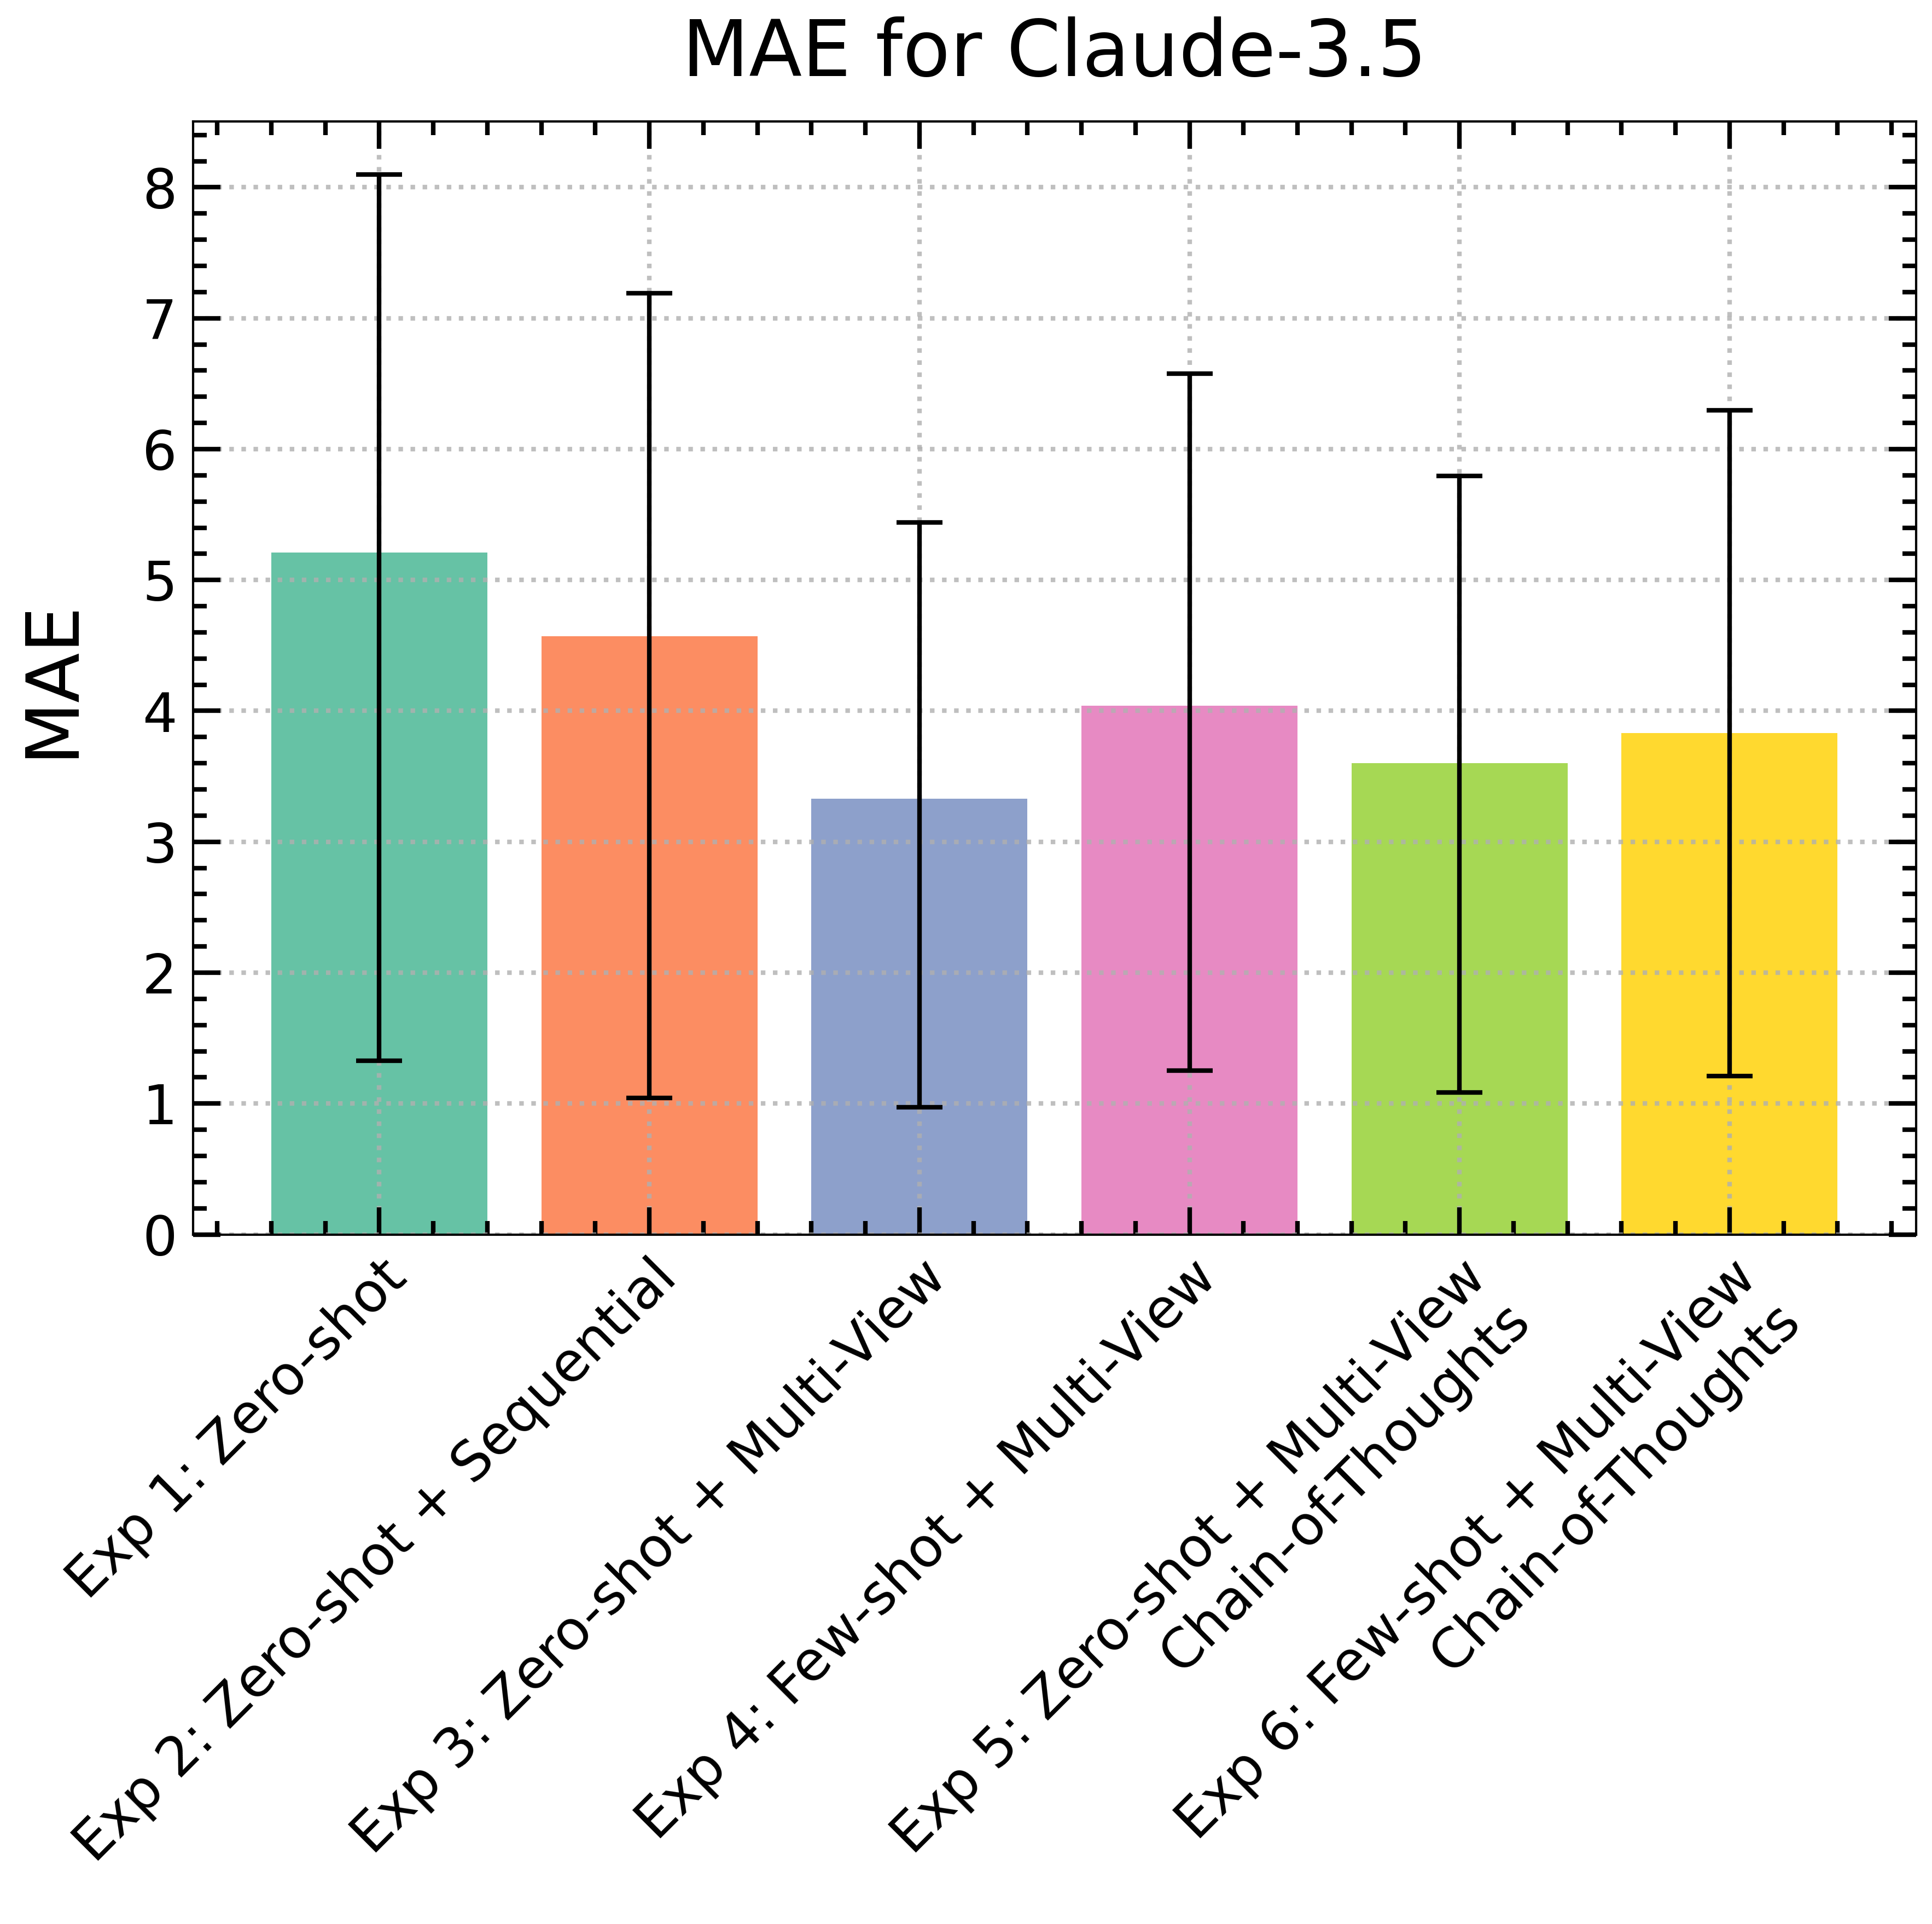 MAE for Claude-3.5
MAE
8
7
6
5
4
3
2
1
0
Exp 1: Zero-shot
Exp 2: Zero-shot + Sequential
Exp 3: Zero-shot + Multi-View
Exp 4: Few-shot + Multi-View
Exp 5: Zero-shot + Multi-View
Chain-of-Thoughts
Exp 6: Few-shot + Multi-View
Chain-of-Thoughts